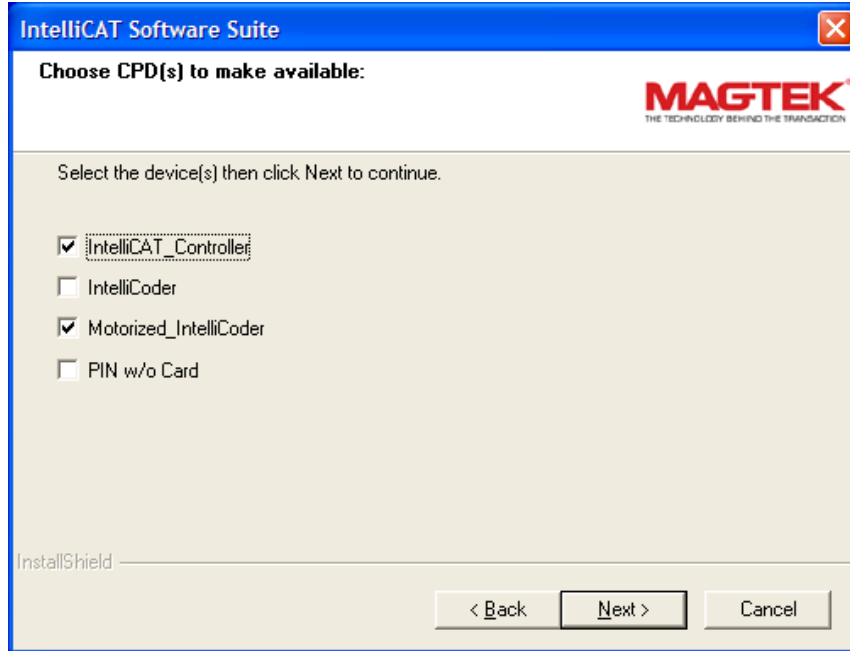 IntelliCAT Software Suite
Choose CPD(s) to make available:
MAGTEK®
THE TECHNOLOGY BEHIND THE TRANSACTION
Select the device(s) then click Next to continue.
IntelliCAT_Controller
IntelliCoder
Motorized_IntelliCoder
PIN w/o Card
InstallShield
< Back Next > Cancel